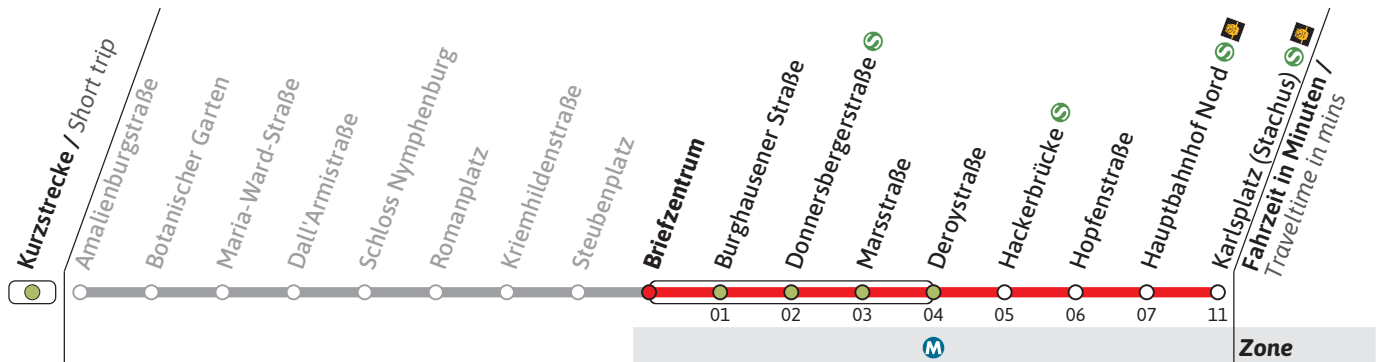 Kurzstrecke / Short trip
Amalienburgstraße
Botanischer Garten
Maria-Ward-Straße
Dall'Armistraße
Schloss Nymphenburg
Romanplatz
Kriemhildenstraße
Steubenplatz
Briefzentrum
Burghausener Straße
Donnersbergerstraße S
Marsstraße
Deroystraße
Hackerbrücke S
Hopfenstraße
Hauptbahnhof Nord S
Karlsplatz (Stachus) S
Fahrzeit in Minuten /
Traveltime in mins
01 02 03 04 05 06 07 11
M Zone